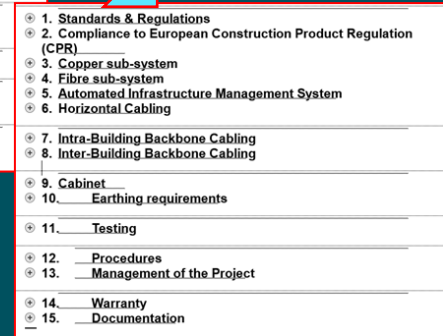 1. Standards & Regulations
2. Compliance to European Construction Product Regulation
(CPR)
3. Copper sub-system
4. Fibre sub-system
5. Automated Infrastructure Management System
6. Horizontal Cabling
7. Intra-Building Backbone Cabling
8. Inter-Building Backbone Cabling
9. Cabinet
10. Earthing requirements
11. Testing
12. Procedures
13. Management of the Project
14. Warranty
15. Documentation